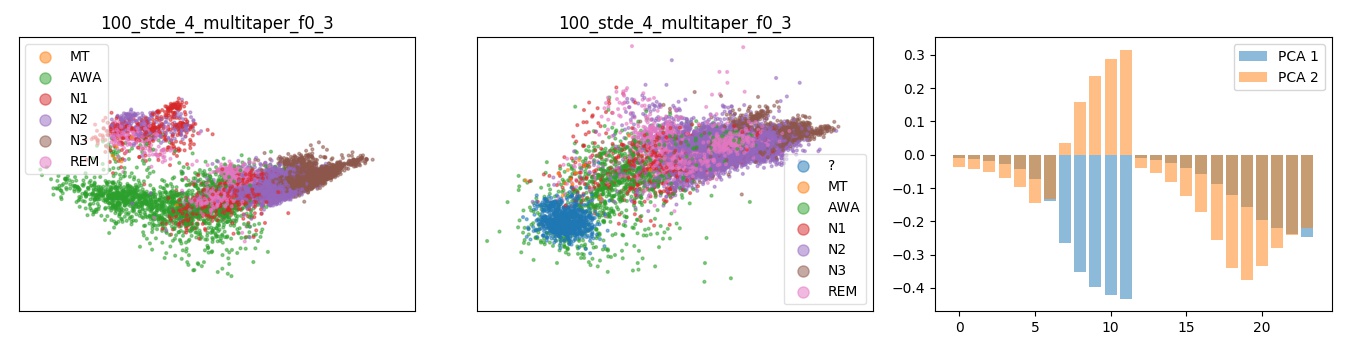 100_stde_4_multitaper_f0_3
MT
AWA
N1
N2
N3
REM
100_stde_4_multitaper_f0_3
?
MT
AWA
N1
N2
N3
REM
PCA 1
PCA 2
0.3
0.2
0.1
0.0
−0.1
−0.2
−0.3
−0.4
0 5 10 15 20